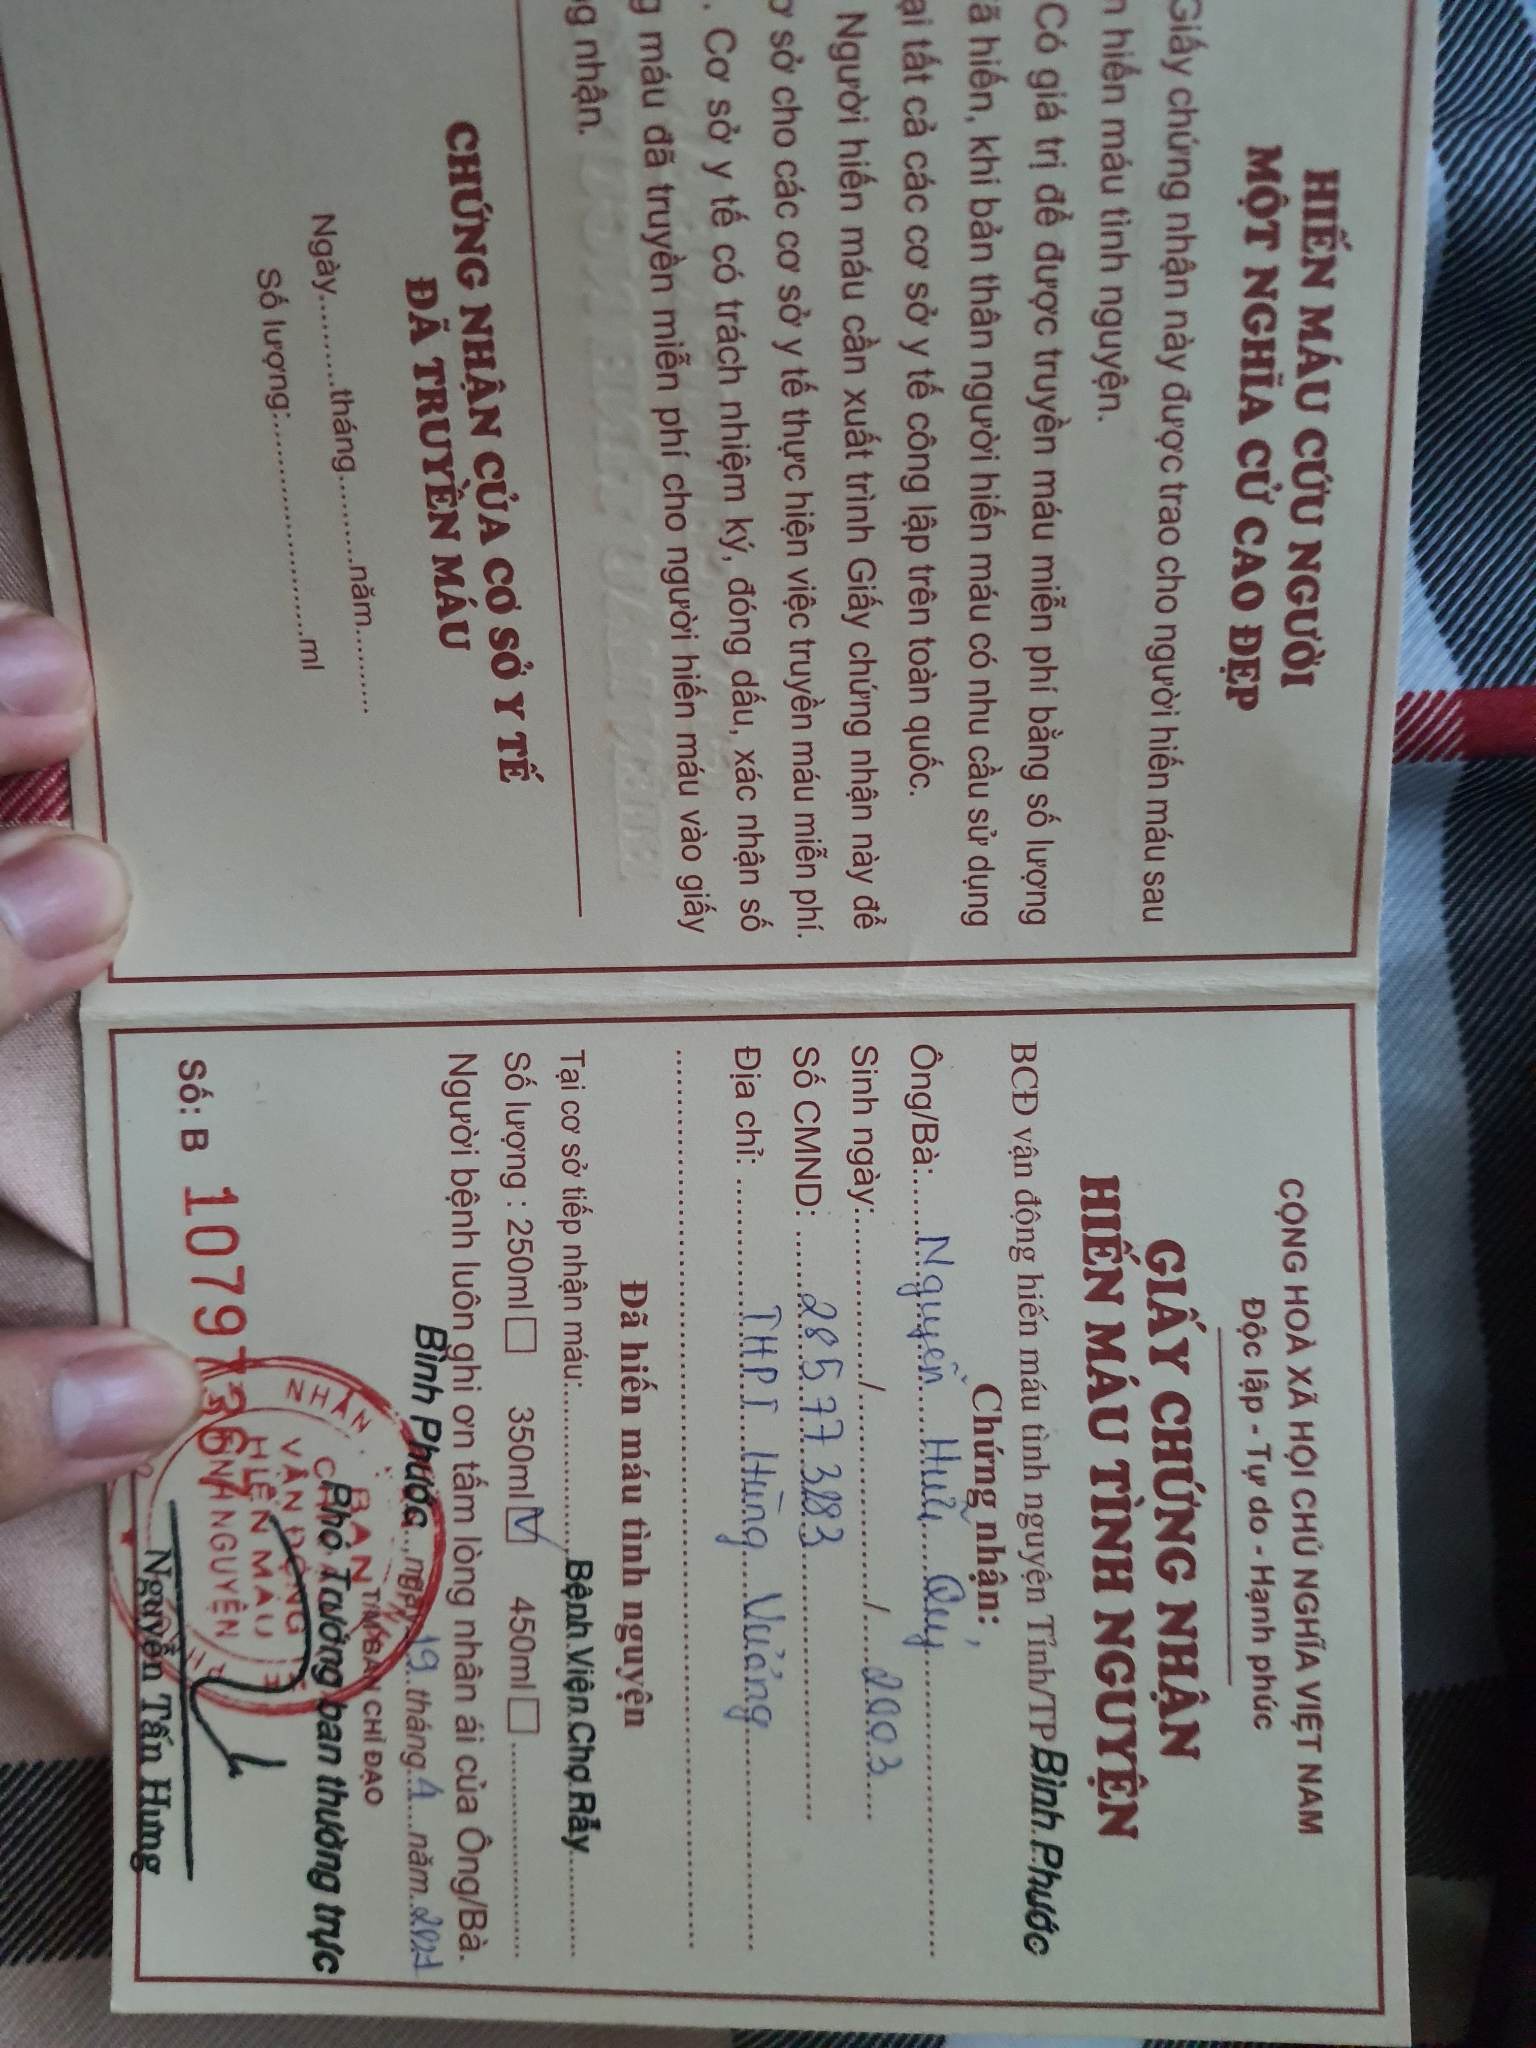 HIẾN MÁU CỨU NGƯỜI
MỘT NGHĨA CỬ CAO ĐẸP
Giấy chứng nhận này được trao cho người hiến máu sau
n hiến máu tình nguyện.
Có giá trị để được truyền máu miễn phí bằng số lượng
ã hiến, khi bản thân người hiến máu có nhu cầu sử dụng
ại tất cả các cơ sở y tế công lập trên toàn quốc.
Người hiến máu cần xuất trình Giấy chứng nhận này để
ơ sở cho các cơ sở y tế thực hiện việc truyền máu miễn phí.
. Cơ sở y tế có trách nhiệm ký, đóng dấu, xác nhận số
g máu đã truyền miễn phí cho người hiến máu vào giấy
g nhận.
CHỨNG NHẬN CỦA CƠ SỞ Y TẾ
ĐÃ TRUYỀN MÁU
Ngày.........tháng..........năm..........
Số lượng:........................ml
CỘNG HOÀ XÃ HỘI CHỦ NGHĨA VIỆT NAM
Độc lập - Tự do - Hạnh phúc
GIẤY CHỨNG NHẬN
HIẾN MÁU TÌNH NGUYỆN
BCĐ vận động hiến máu tình nguyện Tỉnh/TP Bình Phước
Chứng nhận:
Ông/Bà: Nguyễn Hữu Quý
Sinh ngày:............../............../ 2003
Số CMND: 285773183
Địa chỉ: THPT Hùng Vương
Đã hiến máu tình nguyện
Tại cơ sở tiếp nhận máu: Bệnh Viện Chợ Rẫy
Số lượng : 250ml ☐ 350ml ☑ 450ml ☐
Người bệnh luôn ghi ơn tấm lòng nhân ái của Ông/Bà.
Bình Phước, ngày 19 tháng 4 năm 2021
TM/BAN CHỈ ĐẠO
Phó Trưởng ban thường trực
BAN
VẬN ĐỘNG
HIẾN MÁU
NHÂN
Số: B 1079
Nguyễn Tấn Hưng